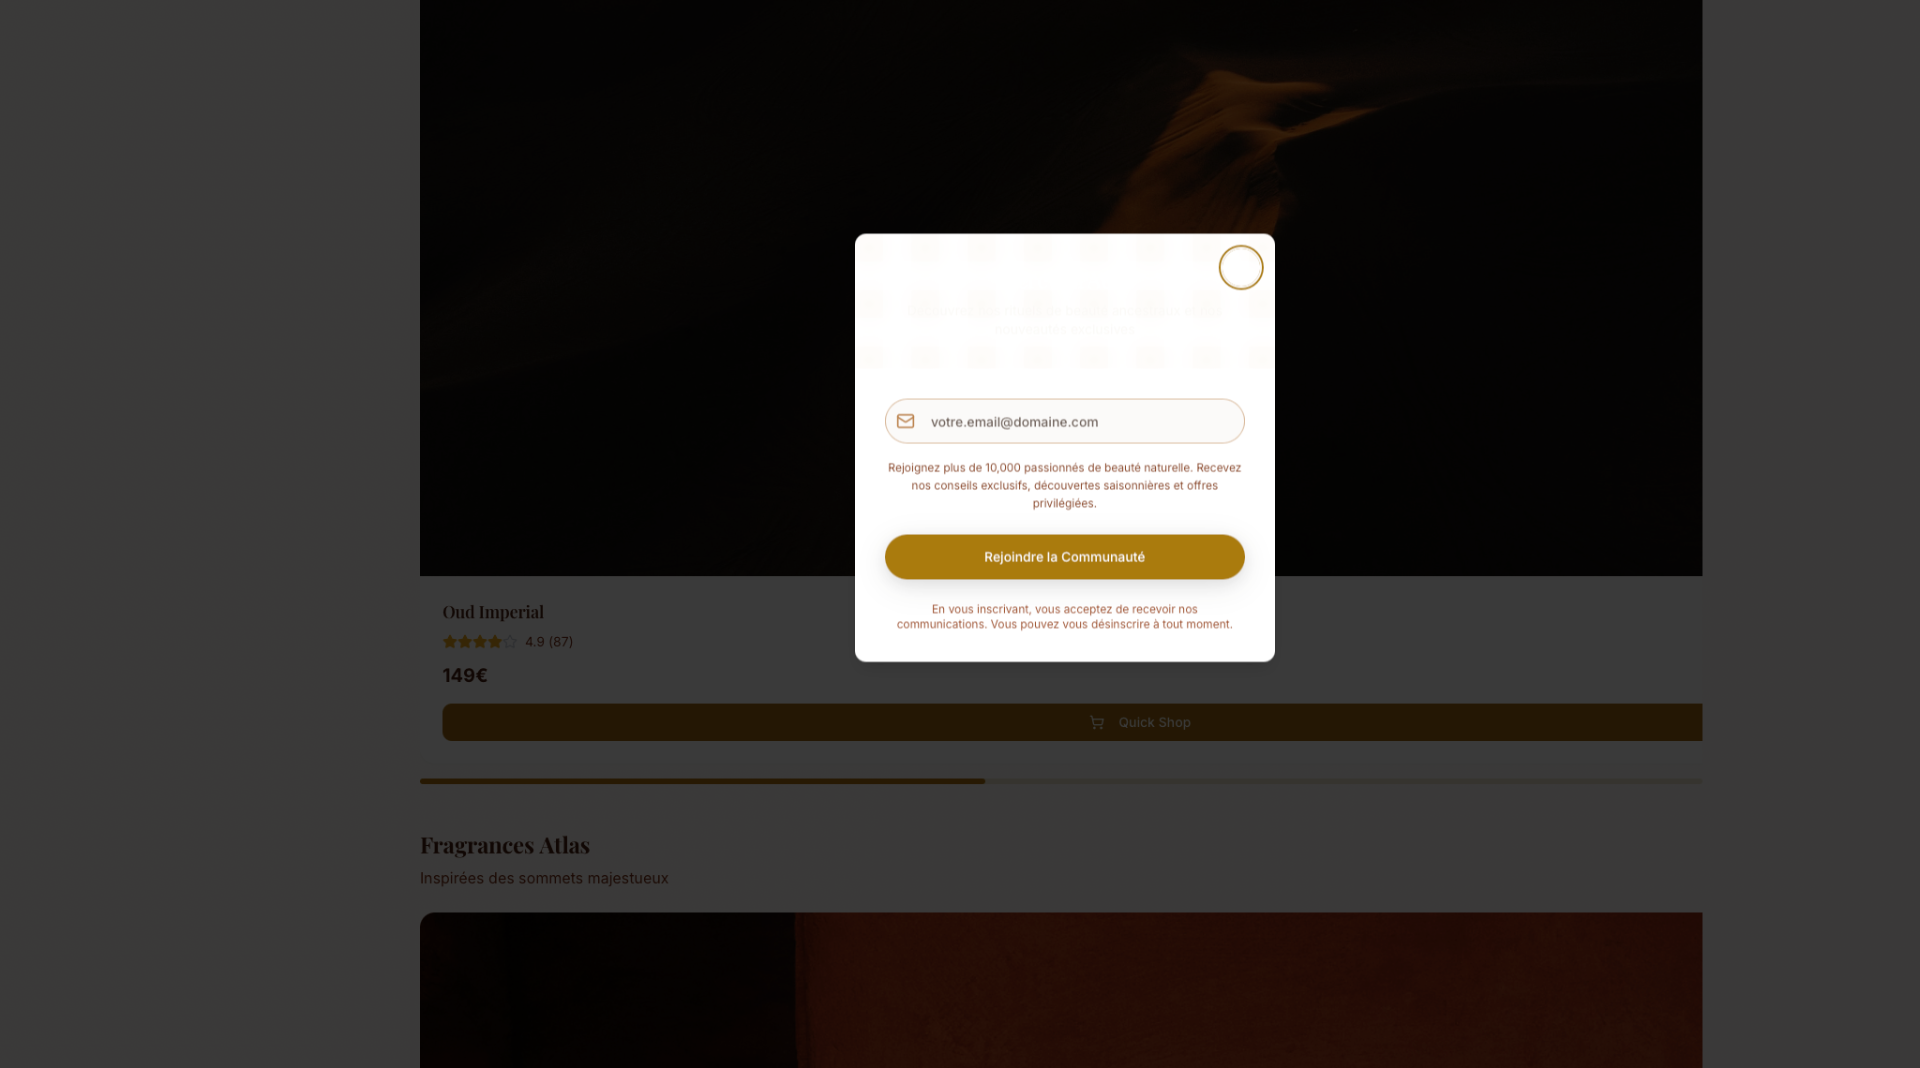 votre.email@domaine.com
Rejoignez plus de 10,000 passionnés de beauté naturelle. Recevez
nos conseils exclusifs, découvertes saisonnières et offres
privilégiées.
Rejoindre la Communauté
En vous inscrivant, vous acceptez de recevoir nos
communications. Vous pouvez vous désinscrire à tout moment.
Oud Imperial
4.9 (87)
149€
Quick Shop
Fragrances Atlas
Inspirées des sommets majestueux